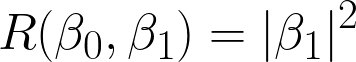 R(β₀, β₁) = |β₁|²